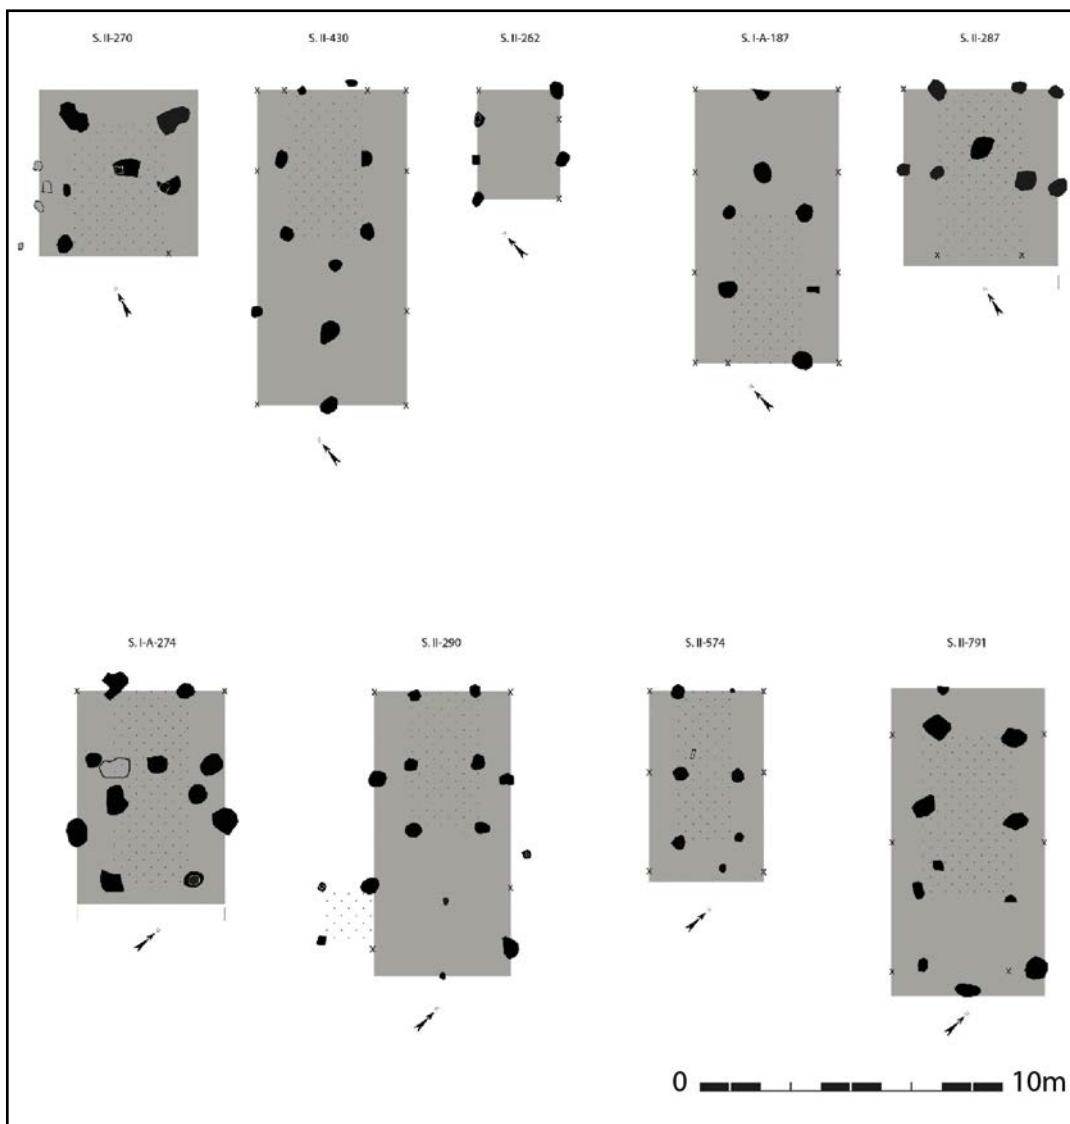 S. II-270
S. II-430
S. II-262
S. I-A-187
S. II-287
S. I-A-274
S. II-290
S. II-574
S. II-791
0 10m